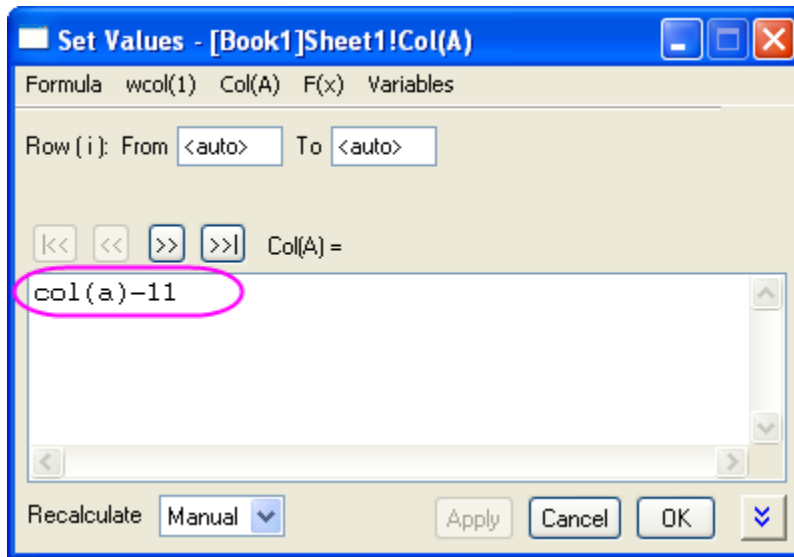 Set Values - [Book1]Sheet1!Col(A)
Formula wcol(1) Col(A) F(x) Variables
Row ( i ): From <auto> To <auto>
|<< << >> >>| Col(A) =
col(a)-11
Recalculate Manual Apply Cancel OK